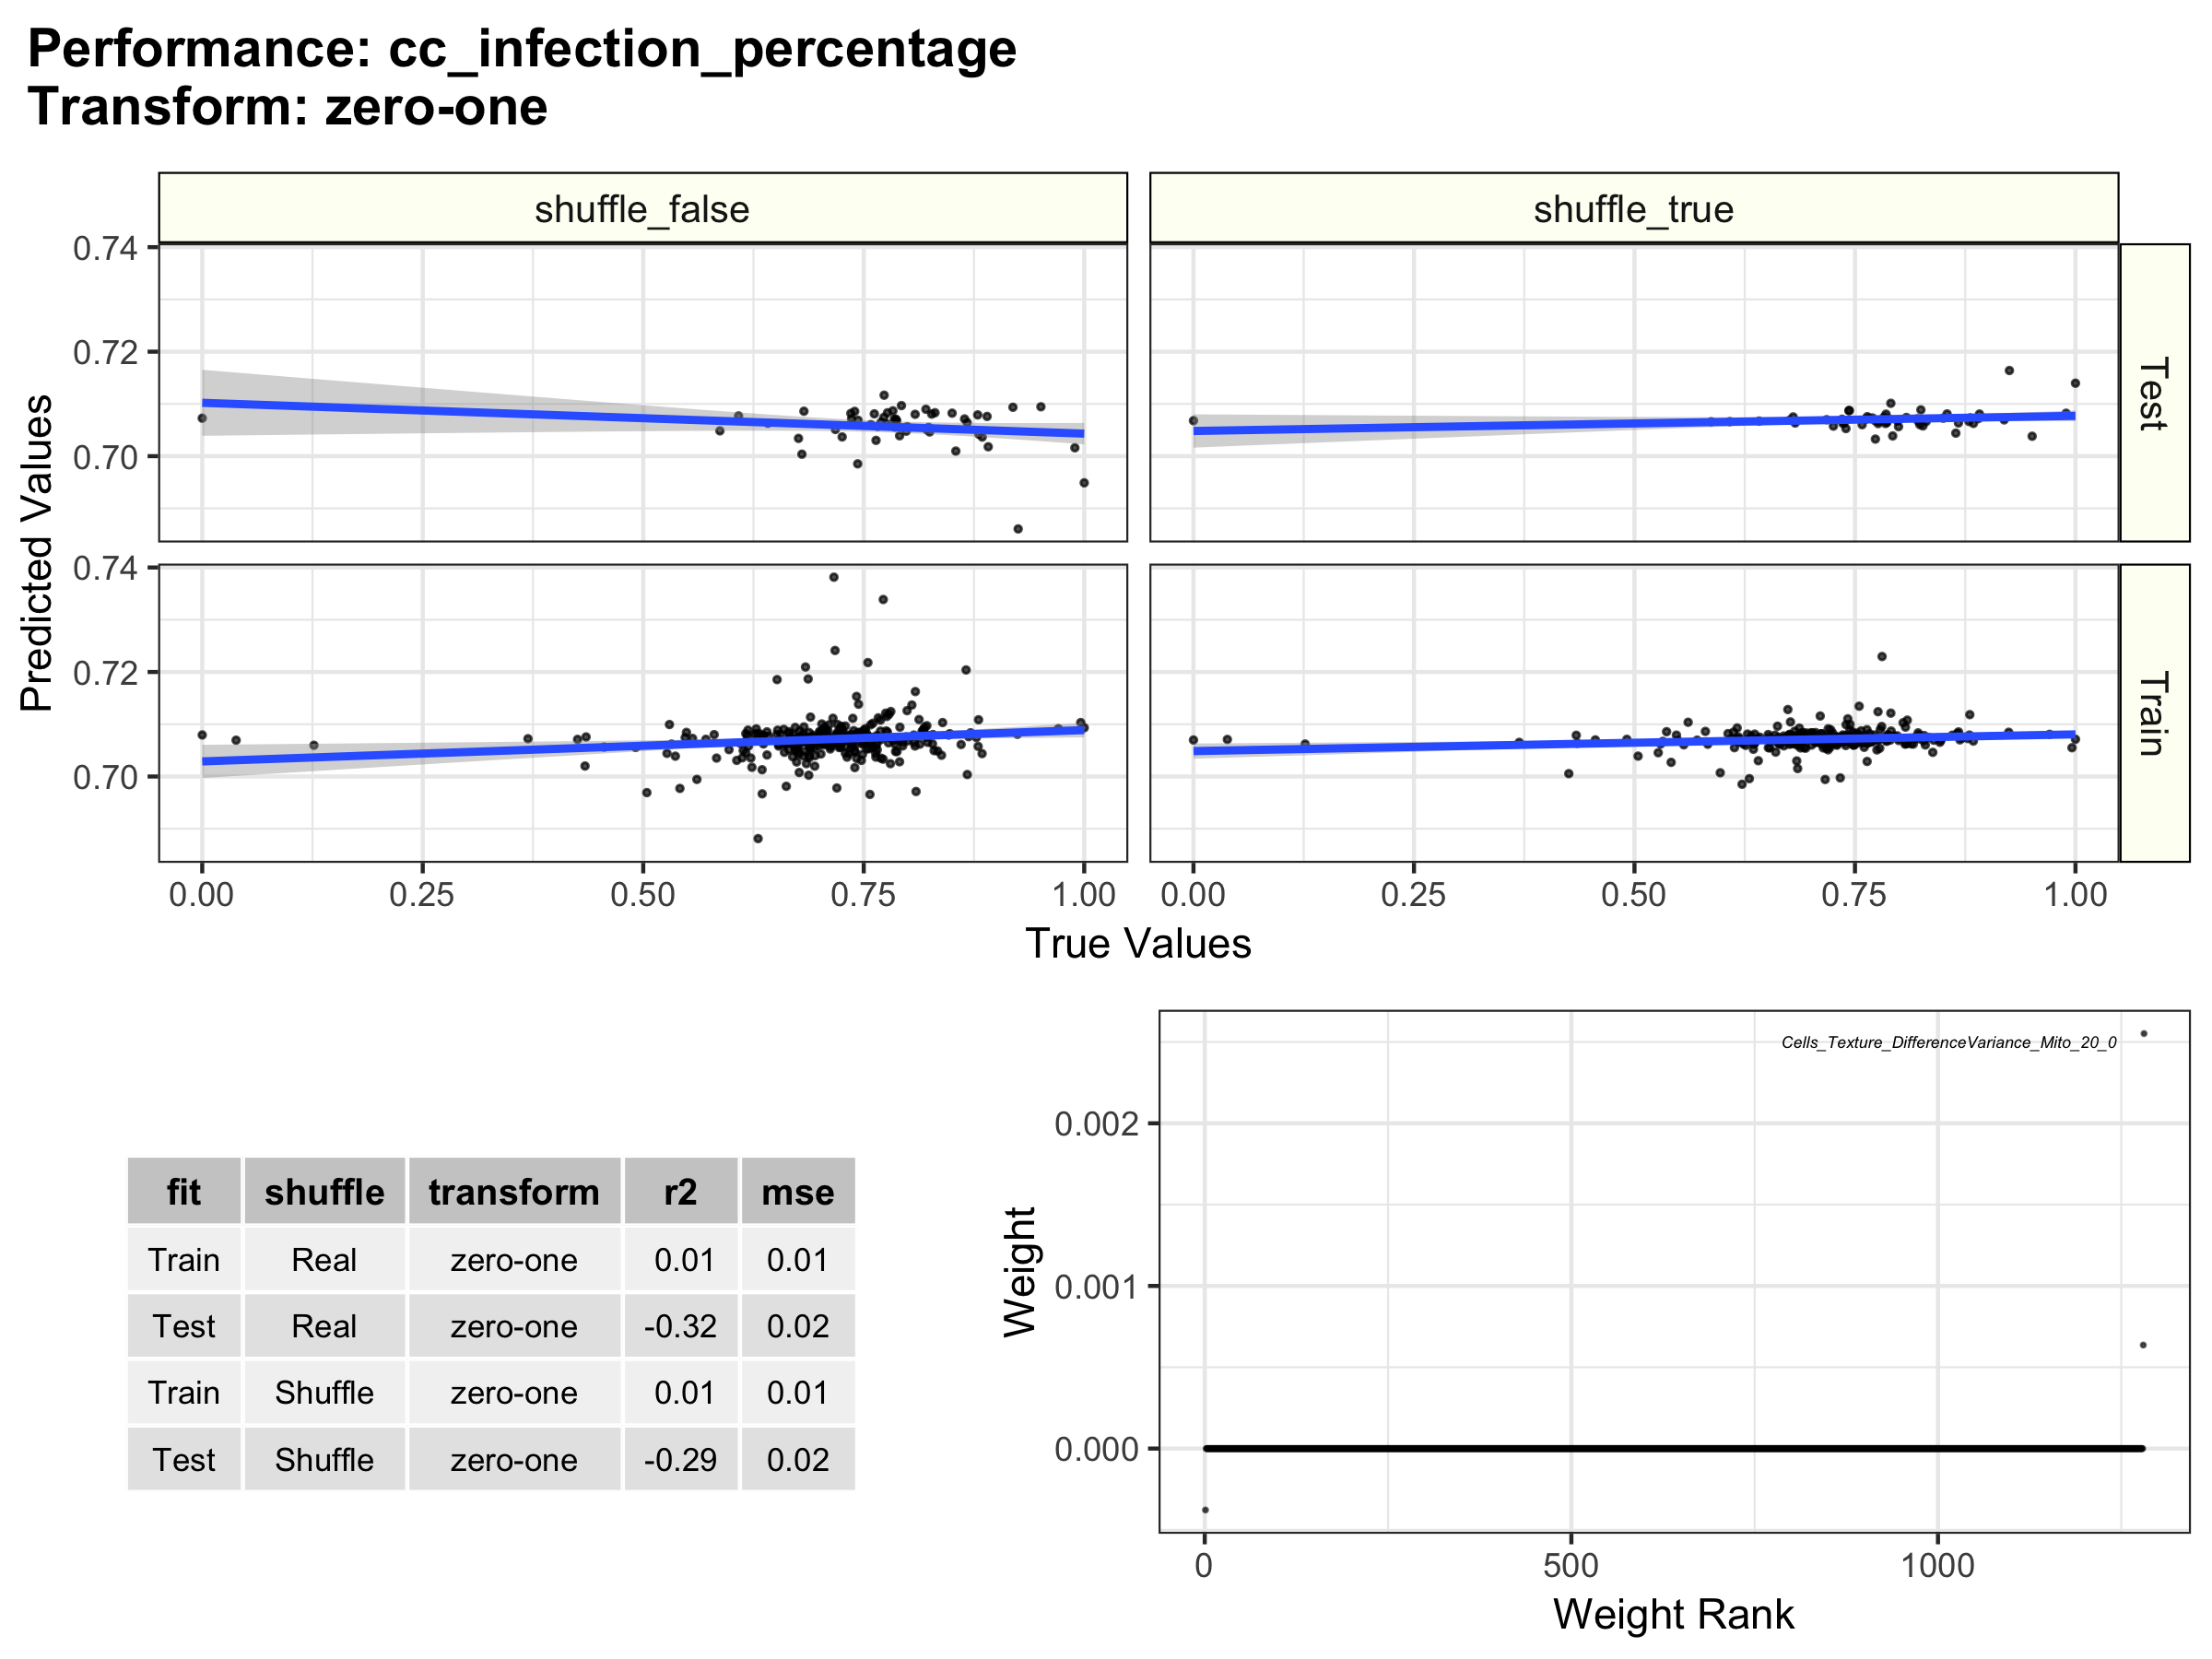 Performance: cc_infection_percentage
Transform: zero-one
shuffle_false
shuffle_true
0.74
0.72
0.70
Test
0.74
0.72
0.70
Train
Predicted Values
0.00 0.25 0.50 0.75 1.00
0.00 0.25 0.50 0.75 1.00
True Values
fit shuffle transform r2 mse
Train Real zero-one 0.01 0.01
Test Real zero-one -0.32 0.02
Train Shuffle zero-one 0.01 0.01
Test Shuffle zero-one -0.29 0.02
Cells_Texture_DifferenceVariance_Mito_20_0
0.002
0.001
0.000
Weight
0 500 1000
Weight Rank